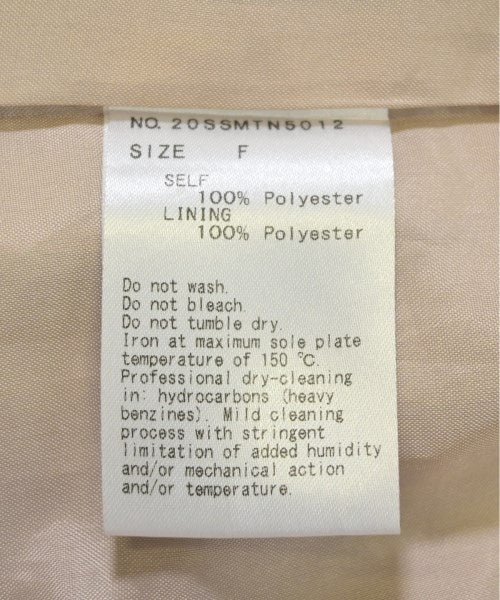 NO. 20SSMTN5012
SIZE F
SELF
100% Polyester
LINING
100% Polyester
Do not wash.
Do not bleach.
Do not tumble dry.
Iron at maximum sole plate
temperature of 150 ℃.
Professional dry-cleaning
in: hydrocarbons (heavy
benzines). Mild cleaning
process with stringent
limitation of added humidity
and/or mechanical action
and/or temperature.